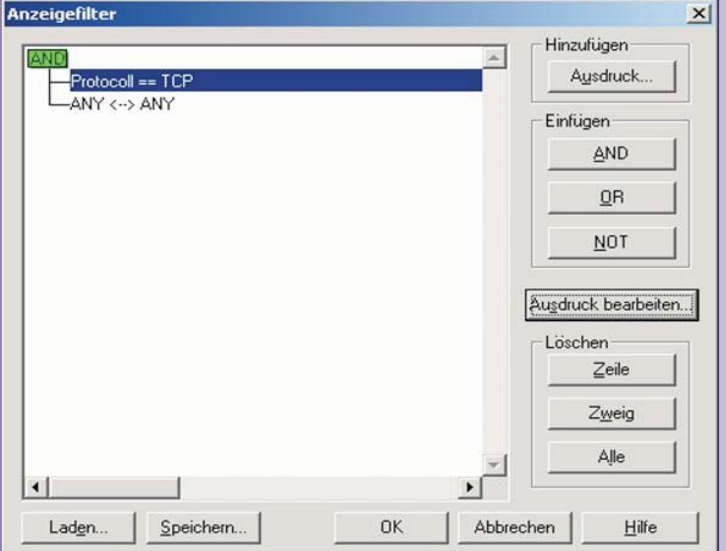 Anzeigefilter
AND
Protocoll == TCP
ANY <--> ANY
Hinzufügen
Ausdruck...
Einfügen
AND
OR
NOT
Ausdruck bearbeiten...
Löschen
Zeile
Zweig
Alle
Laden...
Speichern...
OK
Abbrechen
Hilfe